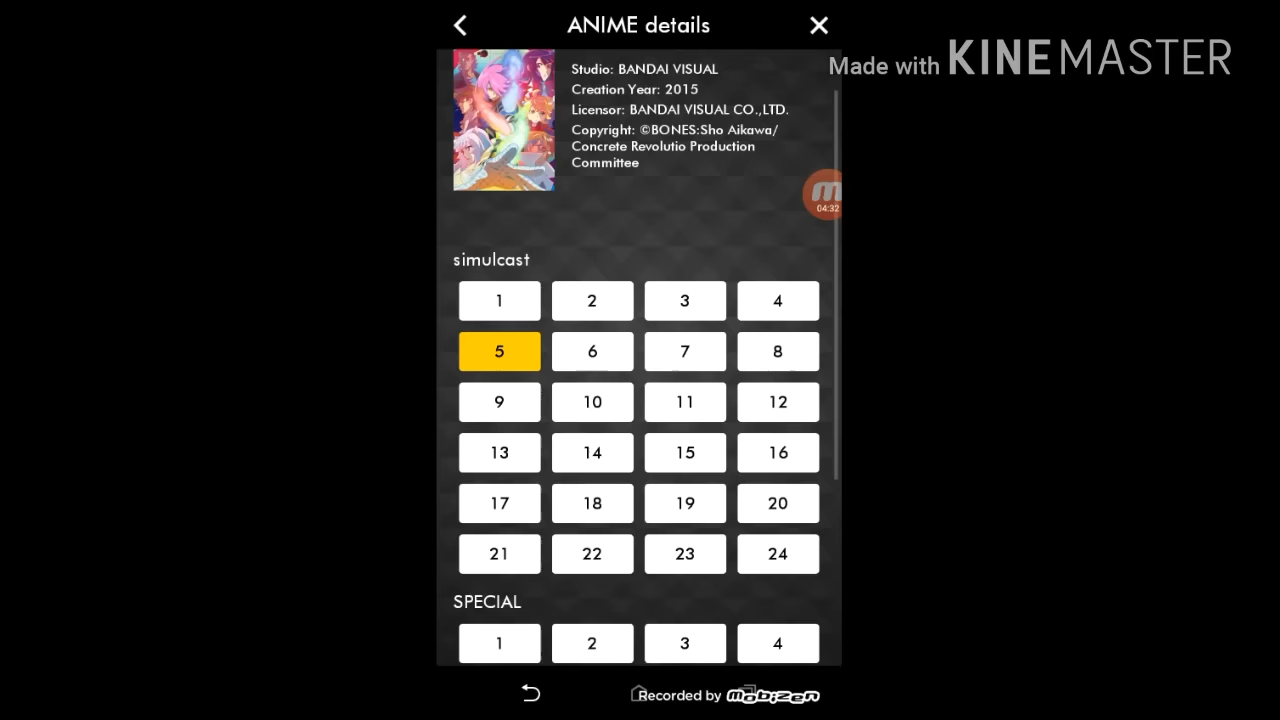 ANIME details
Made with KINEMASTER
Studio: BANDAI VISUAL
Creation Year: 2015
Licensor: BANDAI VISUAL CO.,LTD.
Copyright: ©BONES:Sho Aikawa/
Concrete Revolutio Production
Committee
04:32
simulcast
1 2 3 4
5 6 7 8
9 10 11 12
13 14 15 16
17 18 19 20
21 22 23 24
SPECIAL
1 2 3 4
Recorded by Mobizen